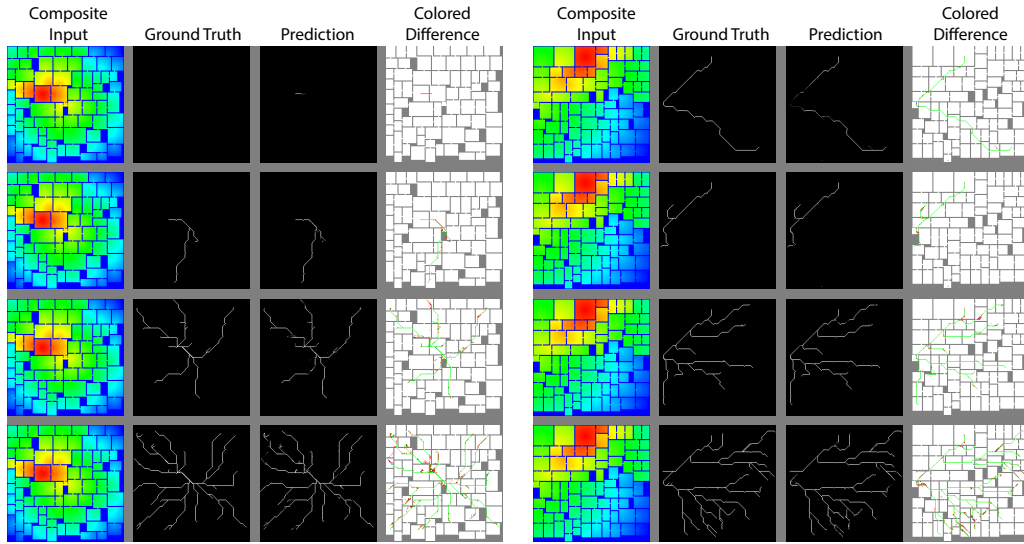 Composite Input
Ground Truth
Prediction
Colored Difference
Composite Input
Ground Truth
Prediction
Colored Difference